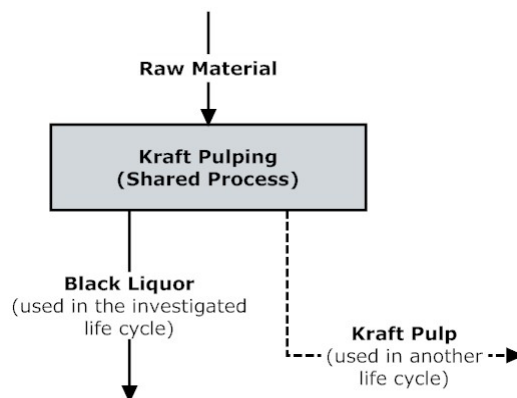 Raw Material
Kraft Pulping
(Shared Process)
Black Liquor
(used in the investigated
life cycle)
Kraft Pulp
(used in another
life cycle)